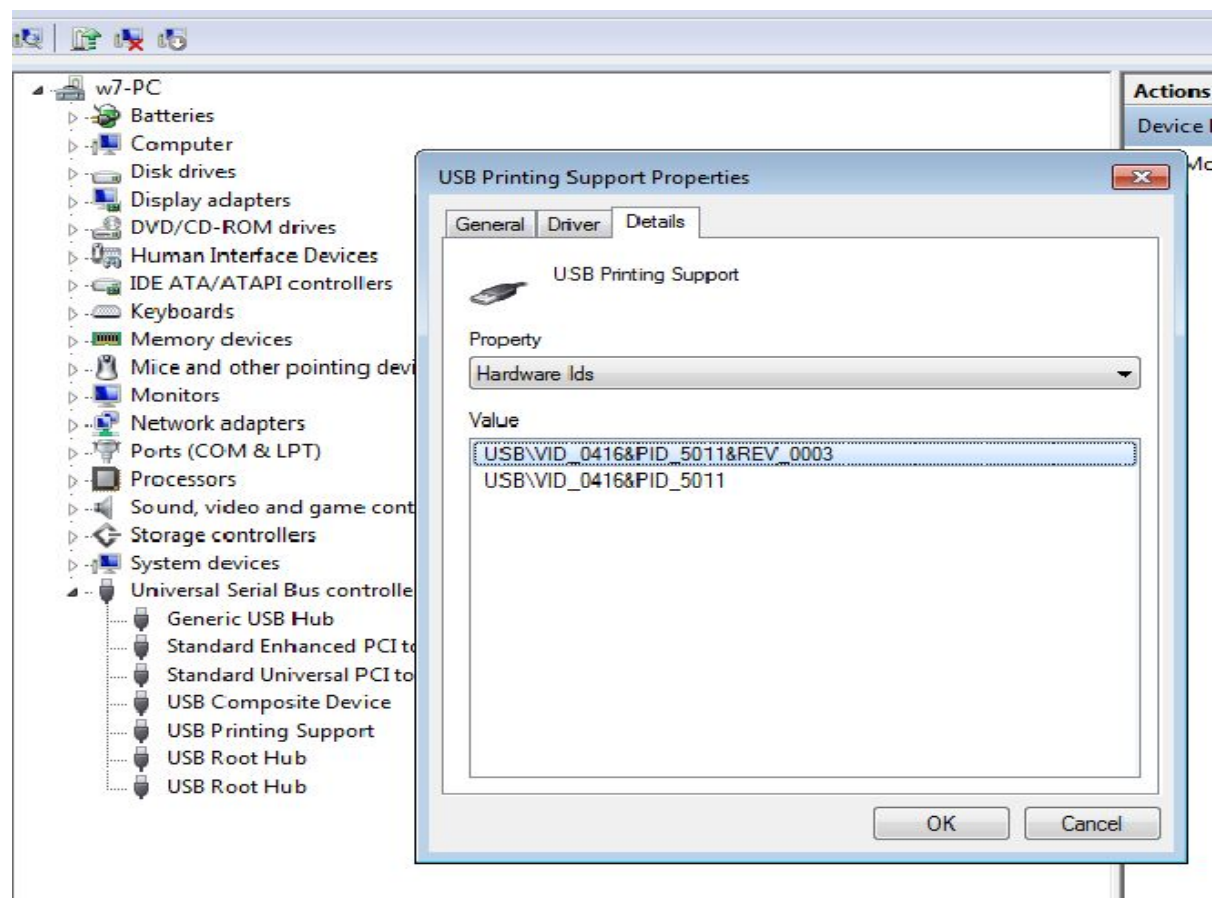 w7-PC
Batteries
Computer
Disk drives
Display adapters
DVD/CD-ROM drives
Human Interface Devices
IDE ATA/ATAPI controllers
Keyboards
Memory devices
Mice and other pointing devi
Monitors
Network adapters
Ports (COM & LPT)
Processors
Sound, video and game cont
Storage controllers
System devices
Universal Serial Bus controlle
Generic USB Hub
Standard Enhanced PCI to
Standard Universal PCI to
USB Composite Device
USB Printing Support
USB Root Hub
USB Root Hub
USB Printing Support Properties
General Driver Details
USB Printing Support
Property
Hardware Ids
Value
USB\VID_0416&PID_5011&REV_0003
USB\VID_0416&PID_5011
OK Cancel
Actions
Device
Mo